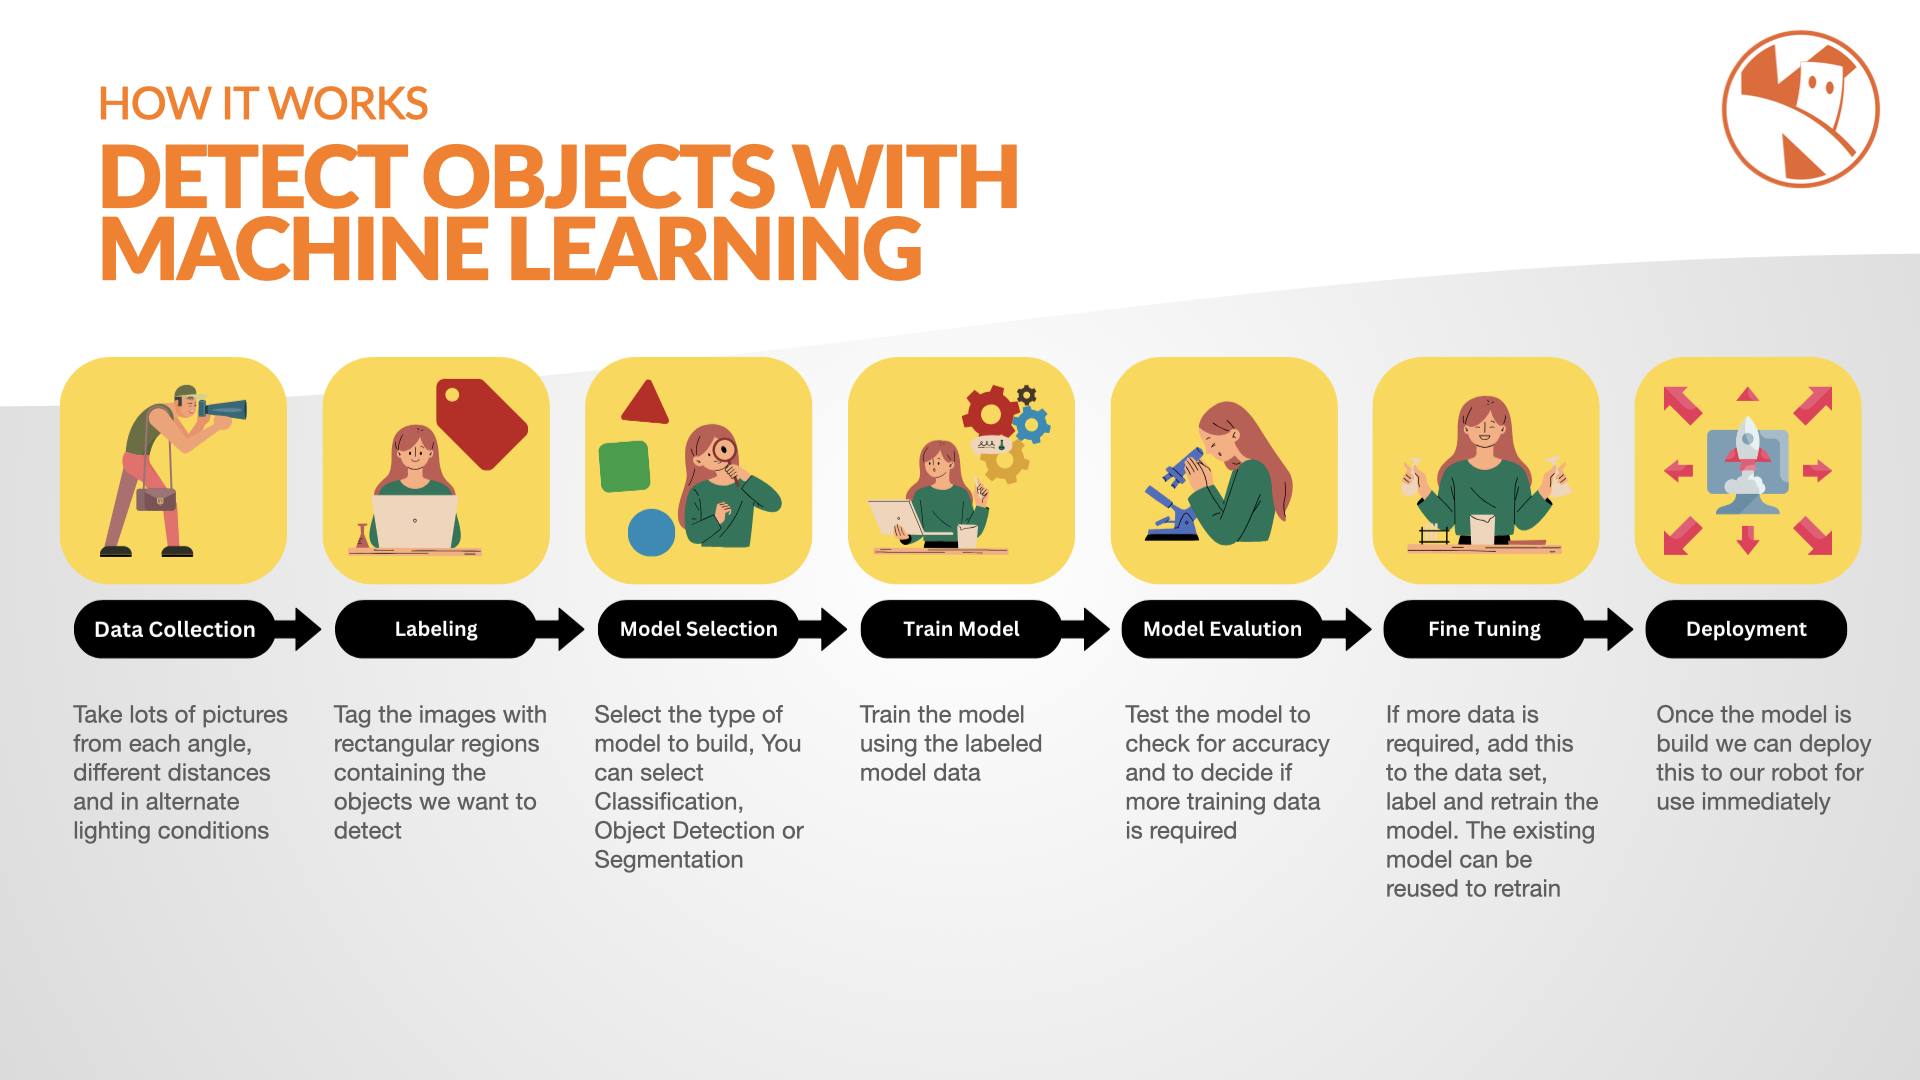 HOW IT WORKS
DETECT OBJECTS WITH
MACHINE LEARNING
Data Collection
Labeling
Model Selection
Train Model
Model Evalution
Fine Tuning
Deployment
Take lots of pictures
from each angle,
different distances
and in alternate
lighting conditions
Tag the images with
rectangular regions
containing the
objects we want to
detect
Select the type of
model to build, You
can select
Classification,
Object Detection or
Segmentation
Train the model
using the labeled
model data
Test the model to
check for accuracy
and to decide if
more training data
is required
If more data is
required, add this
to the data set,
label and retrain the
model. The existing
model can be
reused to retrain
Once the model is
build we can deploy
this to our robot for
use immediately